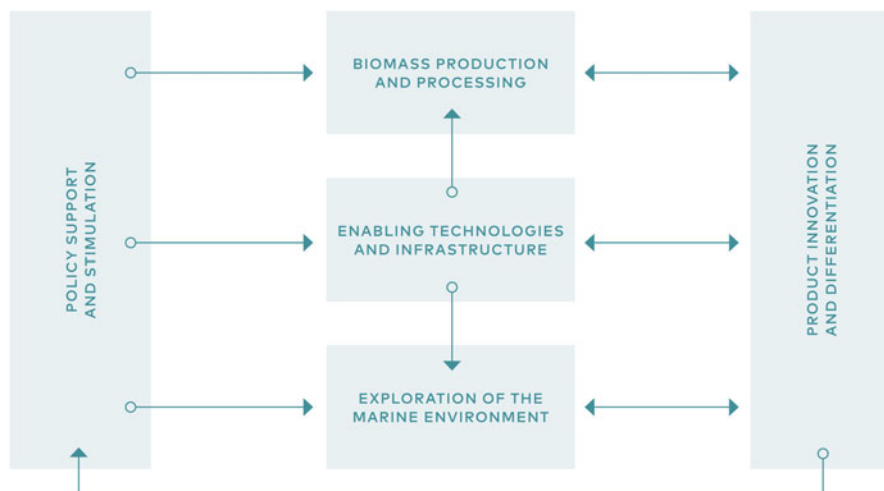 POLICY SUPPORT
AND STIMULATION
BIOMASS PRODUCTION
AND PROCESSING
ENABLING TECHNOLOGIES
AND INFRASTRUCTURE
EXPLORATION OF THE
MARINE ENVIRONMENT
PRODUCT INNOVATION
AND DIFFERENTIATION